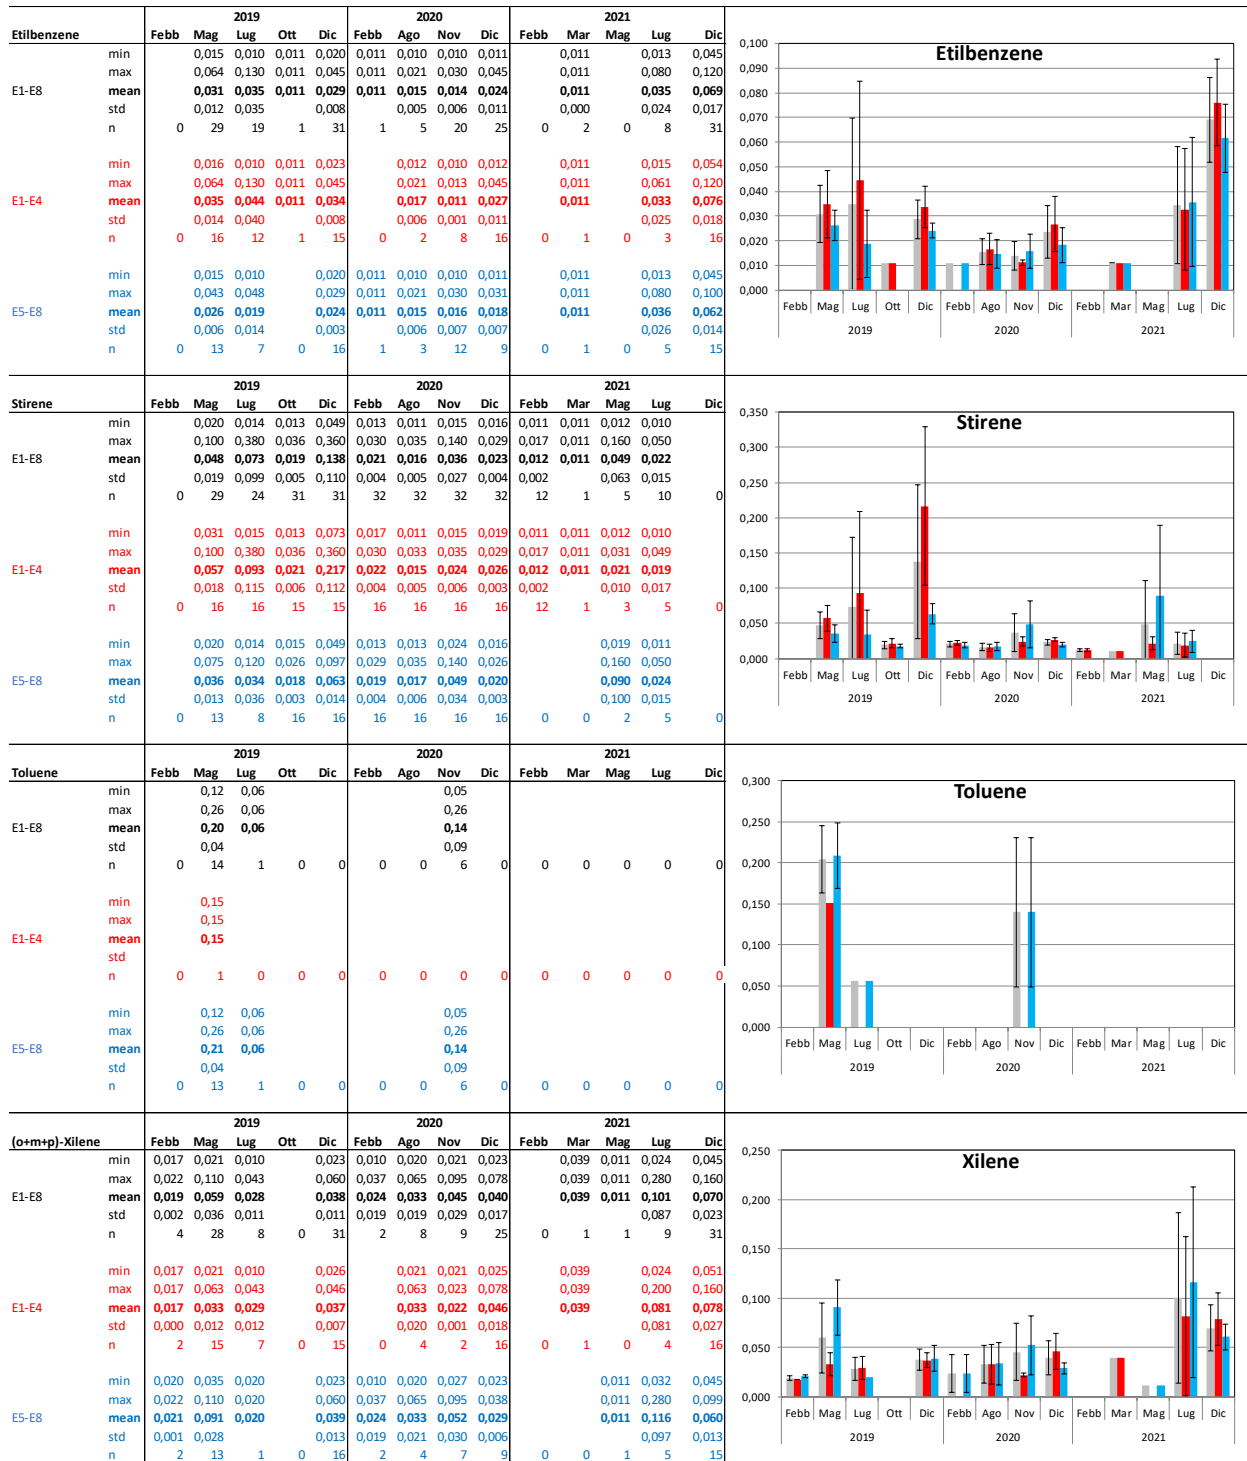 2019 2020 2021
Etilbenzene Febb Mag Lug Ott Dic Febb Ago Nov Dic Febb Mar Mag Lug Dic
min 0,015 0,010 0,011 0,020 0,011 0,010 0,010 0,011 0,011 0,013 0,045
max 0,064 0,130 0,011 0,045 0,011 0,021 0,030 0,045 0,011 0,080 0,120
E1-E8 mean 0,031 0,035 0,011 0,029 0,011 0,015 0,014 0,024 0,011 0,035 0,069
std 0,012 0,035 0,008 0,005 0,006 0,011 0,000 0,024 0,017
n 0 29 19 1 31 1 5 20 25 0 2 0 8 31
min 0,016 0,010 0,011 0,023 0,012 0,010 0,012 0,011 0,015 0,054
max 0,064 0,130 0,011 0,045 0,021 0,013 0,045 0,011 0,061 0,120
E1-E4 mean 0,035 0,044 0,011 0,034 0,017 0,011 0,027 0,011 0,033 0,076
std 0,014 0,040 0,008 0,006 0,001 0,011 0,025 0,018
n 0 16 12 1 15 0 2 8 16 0 1 0 3 16
min 0,015 0,010 0,020 0,011 0,010 0,010 0,011 0,011 0,013 0,045
max 0,043 0,048 0,029 0,011 0,021 0,030 0,031 0,011 0,080 0,100
E5-E8 mean 0,026 0,019 0,024 0,011 0,015 0,016 0,018 0,011 0,036 0,062
std 0,006 0,014 0,003 0,006 0,007 0,007 0,026 0,014
n 0 13 7 0 16 1 3 12 9 0 1 0 5 15
Etilbenzene
0,100
0,090
0,080
0,070
0,060
0,050
0,040
0,030
0,020
0,010
0,000
Febb Mag Lug Ott Dic Febb Ago Nov Dic Febb Mar Mag Lug Dic
2019 2020 2021
2019 2020 2021
Stirene Febb Mag Lug Ott Dic Febb Ago Nov Dic Febb Mar Mag Lug Dic
min 0,020 0,014 0,013 0,049 0,013 0,011 0,015 0,016 0,011 0,011 0,012 0,010
max 0,100 0,380 0,036 0,360 0,030 0,035 0,140 0,029 0,017 0,011 0,160 0,050
E1-E8 mean 0,048 0,073 0,019 0,138 0,021 0,016 0,036 0,023 0,012 0,011 0,049 0,022
std 0,019 0,099 0,005 0,110 0,004 0,005 0,027 0,004 0,002 0,063 0,015
n 0 29 24 31 31 32 32 32 32 12 1 5 10 0
min 0,031 0,015 0,013 0,073 0,017 0,011 0,015 0,019 0,011 0,011 0,012 0,010
max 0,100 0,380 0,036 0,360 0,030 0,033 0,035 0,029 0,017 0,011 0,031 0,049
E1-E4 mean 0,057 0,093 0,021 0,217 0,022 0,015 0,024 0,026 0,012 0,011 0,021 0,019
std 0,018 0,115 0,006 0,112 0,004 0,005 0,006 0,003 0,002 0,010 0,017
n 0 16 16 15 15 16 16 16 16 12 1 3 5 0
min 0,020 0,014 0,015 0,049 0,013 0,013 0,024 0,016 0,019 0,011
max 0,075 0,120 0,026 0,097 0,029 0,035 0,140 0,026 0,160 0,050
E5-E8 mean 0,036 0,034 0,018 0,063 0,019 0,017 0,049 0,020 0,090 0,024
std 0,013 0,036 0,003 0,014 0,004 0,006 0,034 0,003 0,100 0,015
n 0 13 8 16 16 16 16 16 16 0 0 2 5 0
Stirene
0,350
0,300
0,250
0,200
0,150
0,100
0,050
0,000
Febb Mag Lug Ott Dic Febb Ago Nov Dic Febb Mar Mag Lug Dic
2019 2020 2021
2019 2020 2021
Toluene Febb Mag Lug Ott Dic Febb Ago Nov Dic Febb Mar Mag Lug Dic
min 0,12 0,06 0,05
max 0,26 0,06 0,26
E1-E8 mean 0,20 0,06 0,14
std 0,04 0,09
n 0 14 1 0 0 0 0 6 0 0 0 0 0 0
min 0,15
max 0,15
E1-E4 mean 0,15
std
n 0 1 0 0 0 0 0 0 0 0 0 0 0 0
min 0,12 0,06 0,05
max 0,26 0,06 0,26
E5-E8 mean 0,21 0,06 0,14
std 0,04 0,09
n 0 13 1 0 0 0 0 6 0 0 0 0 0 0
Toluene
0,300
0,250
0,200
0,150
0,100
0,050
0,000
Febb Mag Lug Ott Dic Febb Ago Nov Dic Febb Mar Mag Lug Dic
2019 2020 2021
2019 2020 2021
(o+m+p)-Xilene Febb Mag Lug Ott Dic Febb Ago Nov Dic Febb Mar Mag Lug Dic
min 0,017 0,021 0,010 0,023 0,010 0,020 0,021 0,023 0,039 0,011 0,024 0,045
max 0,022 0,110 0,043 0,060 0,037 0,065 0,095 0,078 0,039 0,011 0,280 0,160
E1-E8 mean 0,019 0,059 0,028 0,038 0,024 0,033 0,045 0,040 0,039 0,011 0,101 0,070
std 0,002 0,036 0,011 0,011 0,019 0,019 0,029 0,017 0,087 0,023
n 4 28 8 0 31 2 8 9 25 0 1 1 9 31
min 0,017 0,021 0,010 0,026 0,021 0,021 0,025 0,039 0,024 0,051
max 0,017 0,063 0,043 0,046 0,063 0,023 0,078 0,039 0,200 0,160
E1-E4 mean 0,017 0,033 0,029 0,037 0,033 0,022 0,046 0,039 0,081 0,078
std 0,000 0,012 0,012 0,007 0,020 0,001 0,018 0,081 0,027
n 2 15 7 0 15 0 4 2 16 0 1 0 4 16
min 0,020 0,035 0,020 0,023 0,010 0,020 0,027 0,023 0,011 0,032 0,045
max 0,022 0,110 0,020 0,060 0,037 0,065 0,095 0,038 0,011 0,280 0,099
E5-E8 mean 0,021 0,091 0,020 0,039 0,024 0,033 0,052 0,029 0,011 0,116 0,060
std 0,001 0,028 0,013 0,019 0,021 0,030 0,006 0,097 0,013
n 2 13 1 0 16 2 4 7 9 0 0 1 5 15
Xilene
0,250
0,200
0,150
0,100
0,050
0,000
Febb Mag Lug Ott Dic Febb Ago Nov Dic Febb Mar Mag Lug Dic
2019 2020 2021